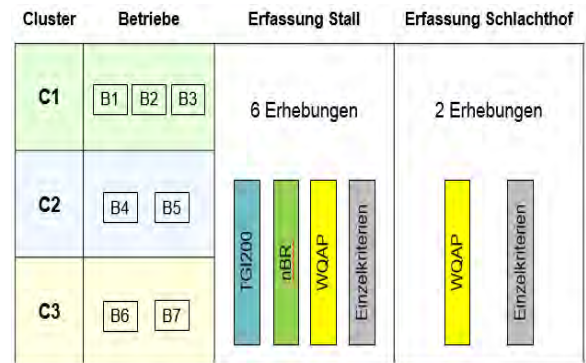 Cluster Betriebe Erfassung Stall Erfassung Schlachthof
C1 B1 B2 B3 6 Erhebungen 2 Erhebungen
C2 B4 B5
TGI200
nBR
WQAP
Einzelkriterien
WQAP
Einzelkriterien
C3 B6 B7